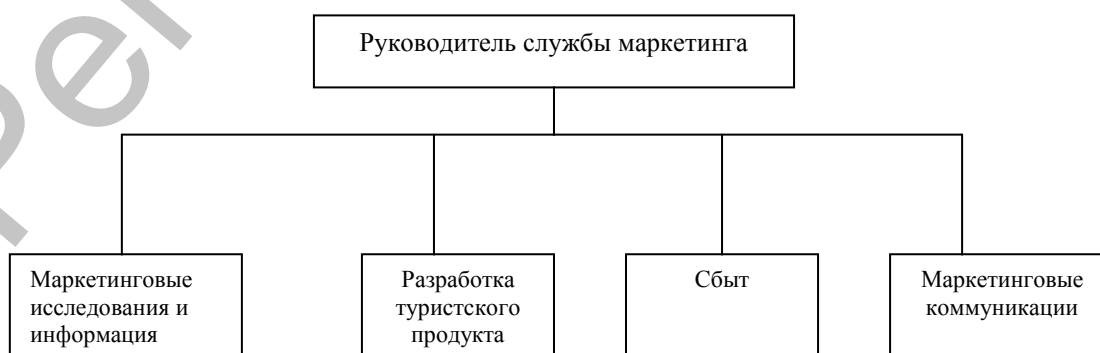 Руководитель службы маркетинга
Маркетинговые
исследования и
информация
Разработка
туристского
продукта
Сбыт
Маркетинговые
коммуникации